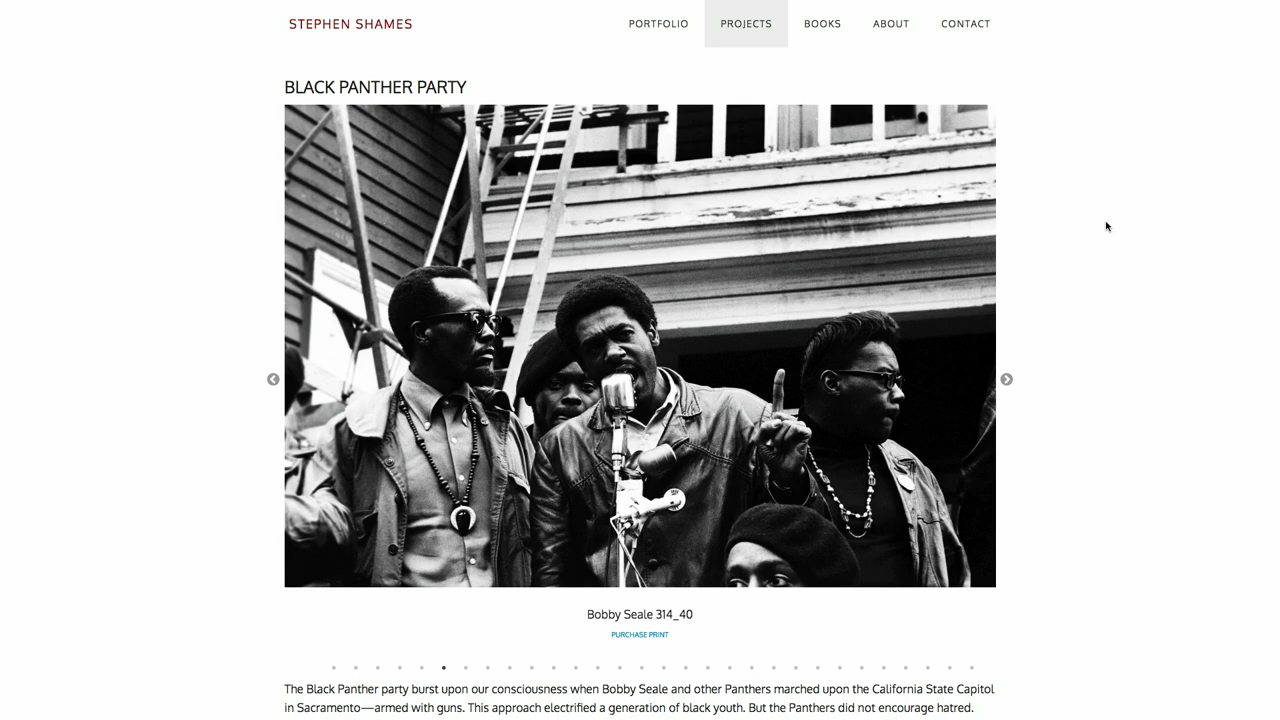 STEPHEN SHAMES
PORTFOLIO PROJECTS BOOKS ABOUT CONTACT
BLACK PANTHER PARTY
Bobby Seale 314_40
PURCHASE PRINT
The Black Panther party burst upon our consciousness when Bobby Seale and other Panthers marched upon the California State Capitol
in Sacramento—armed with guns. This approach electrified a generation of black youth. But the Panthers did not encourage hatred.